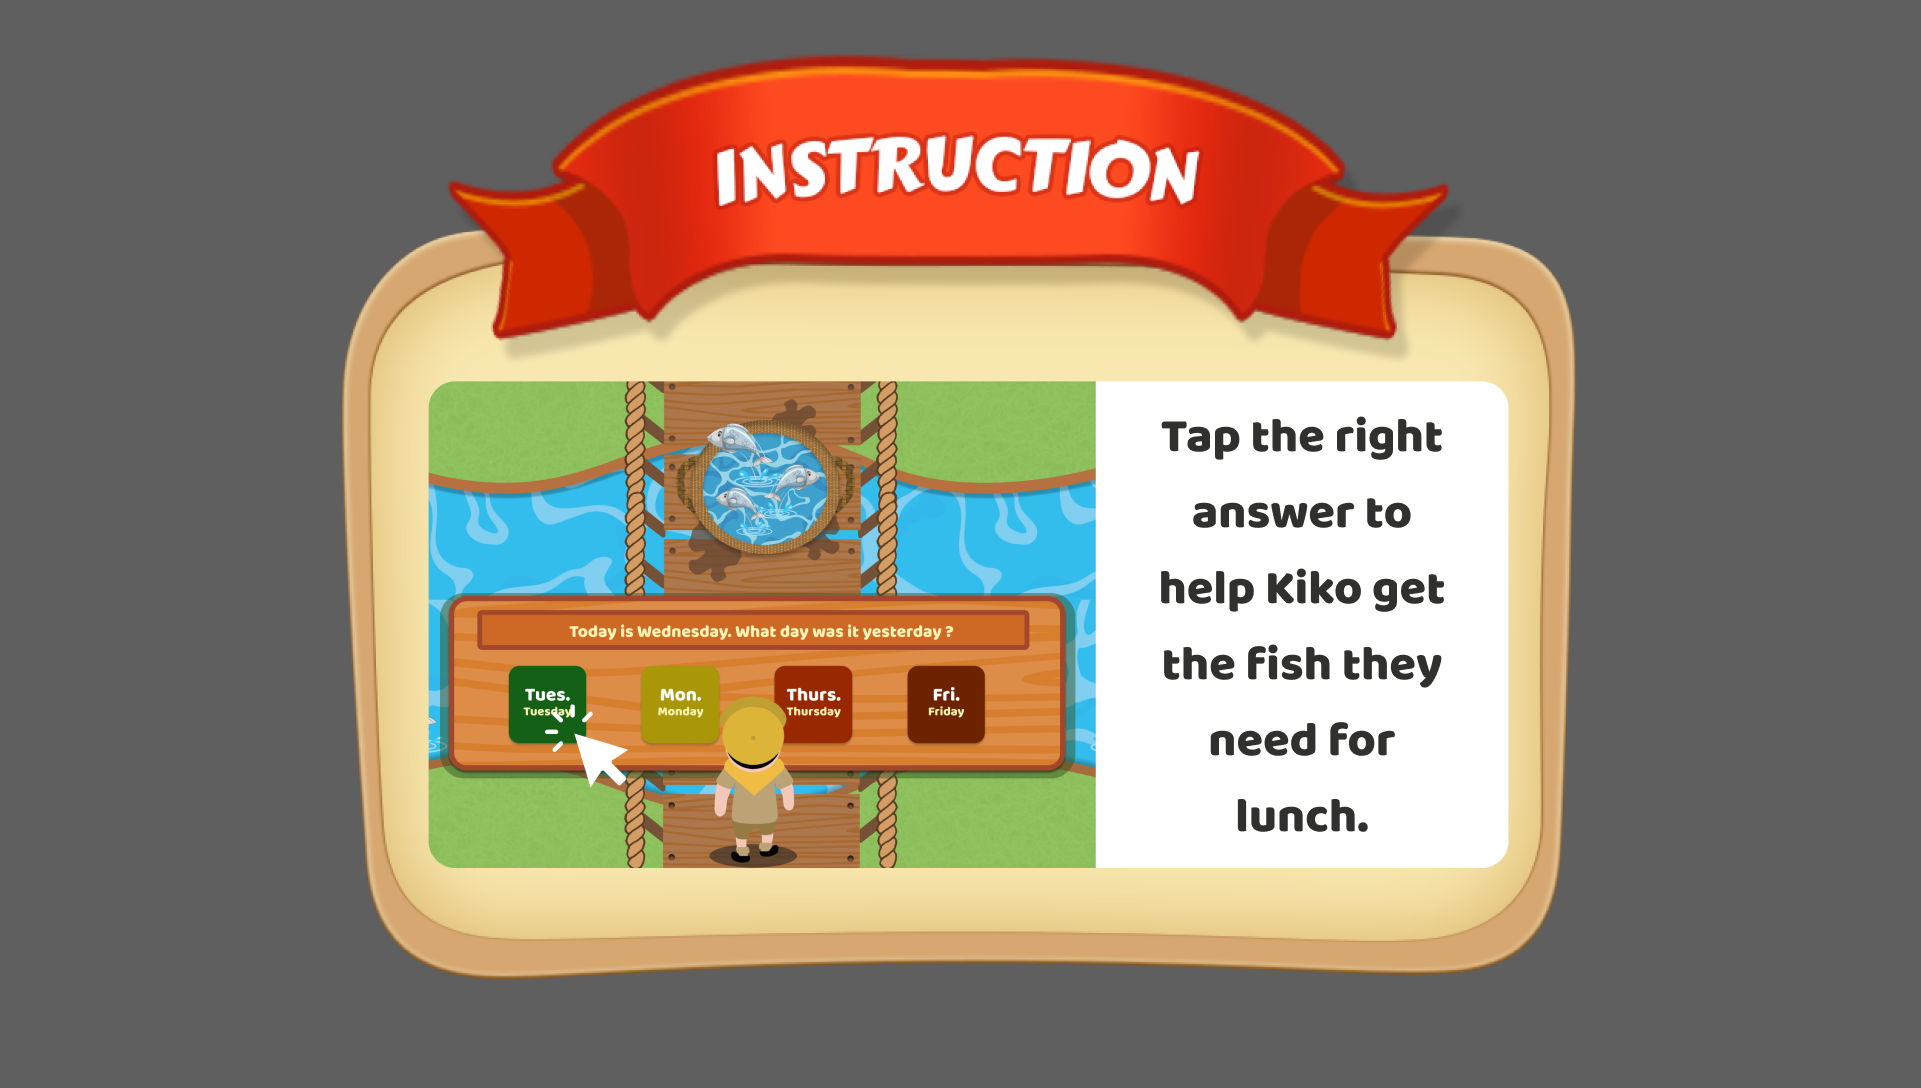 INSTRUCTION
Today is Wednesday. What day was it yesterday ?
Tues.
Tuesday
Mon.
Monday
Thurs.
Thursday
Fri.
Friday
Tap the right
answer to
help Kiko get
the fish they
need for
lunch.